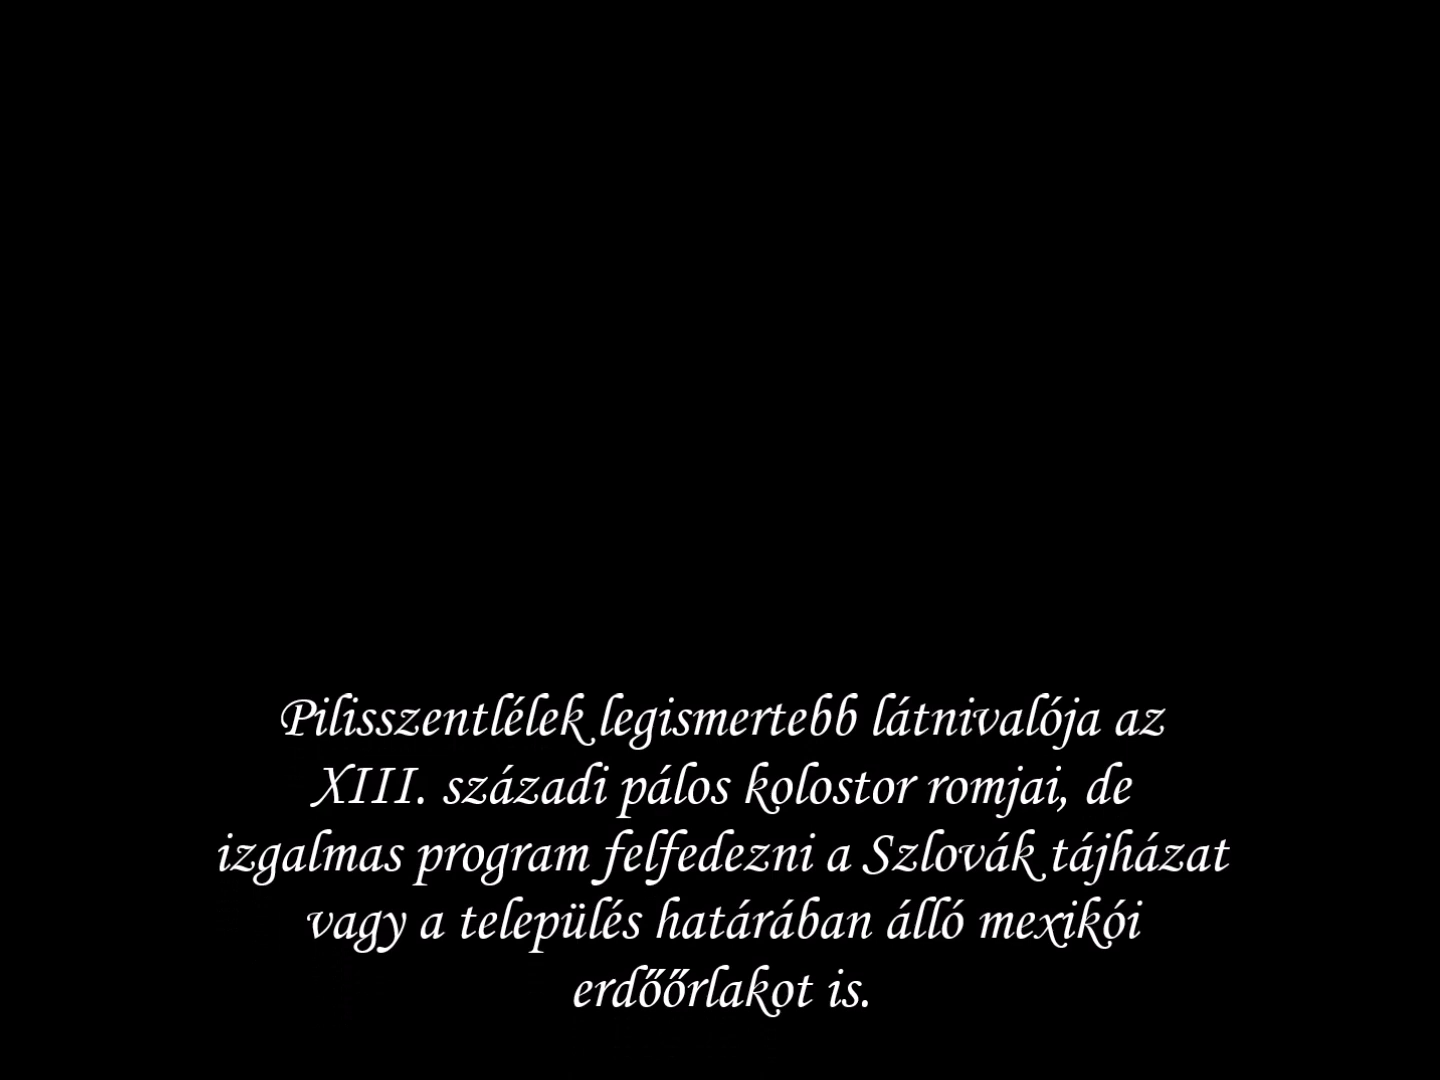 Pilisszentlélek legismertebb látnivalója az
XIII. századi pálos kolostor romjai, de
izgalmas program felfedezni a Szlovák tájházat
vagy a település határában álló mexikói
erdőőrlakot is.